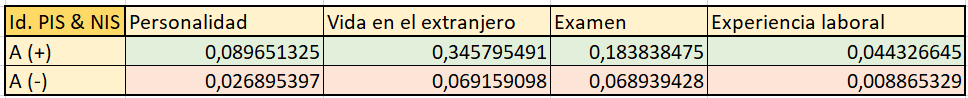 Id. PIS & NIS Personalidad Vida en el extranjero Examen Experiencia laboral
A (+) 0,089651325 0,345795491 0,183838475 0,044326645
A (-) 0,026895397 0,069159098 0,068939428 0,008865329